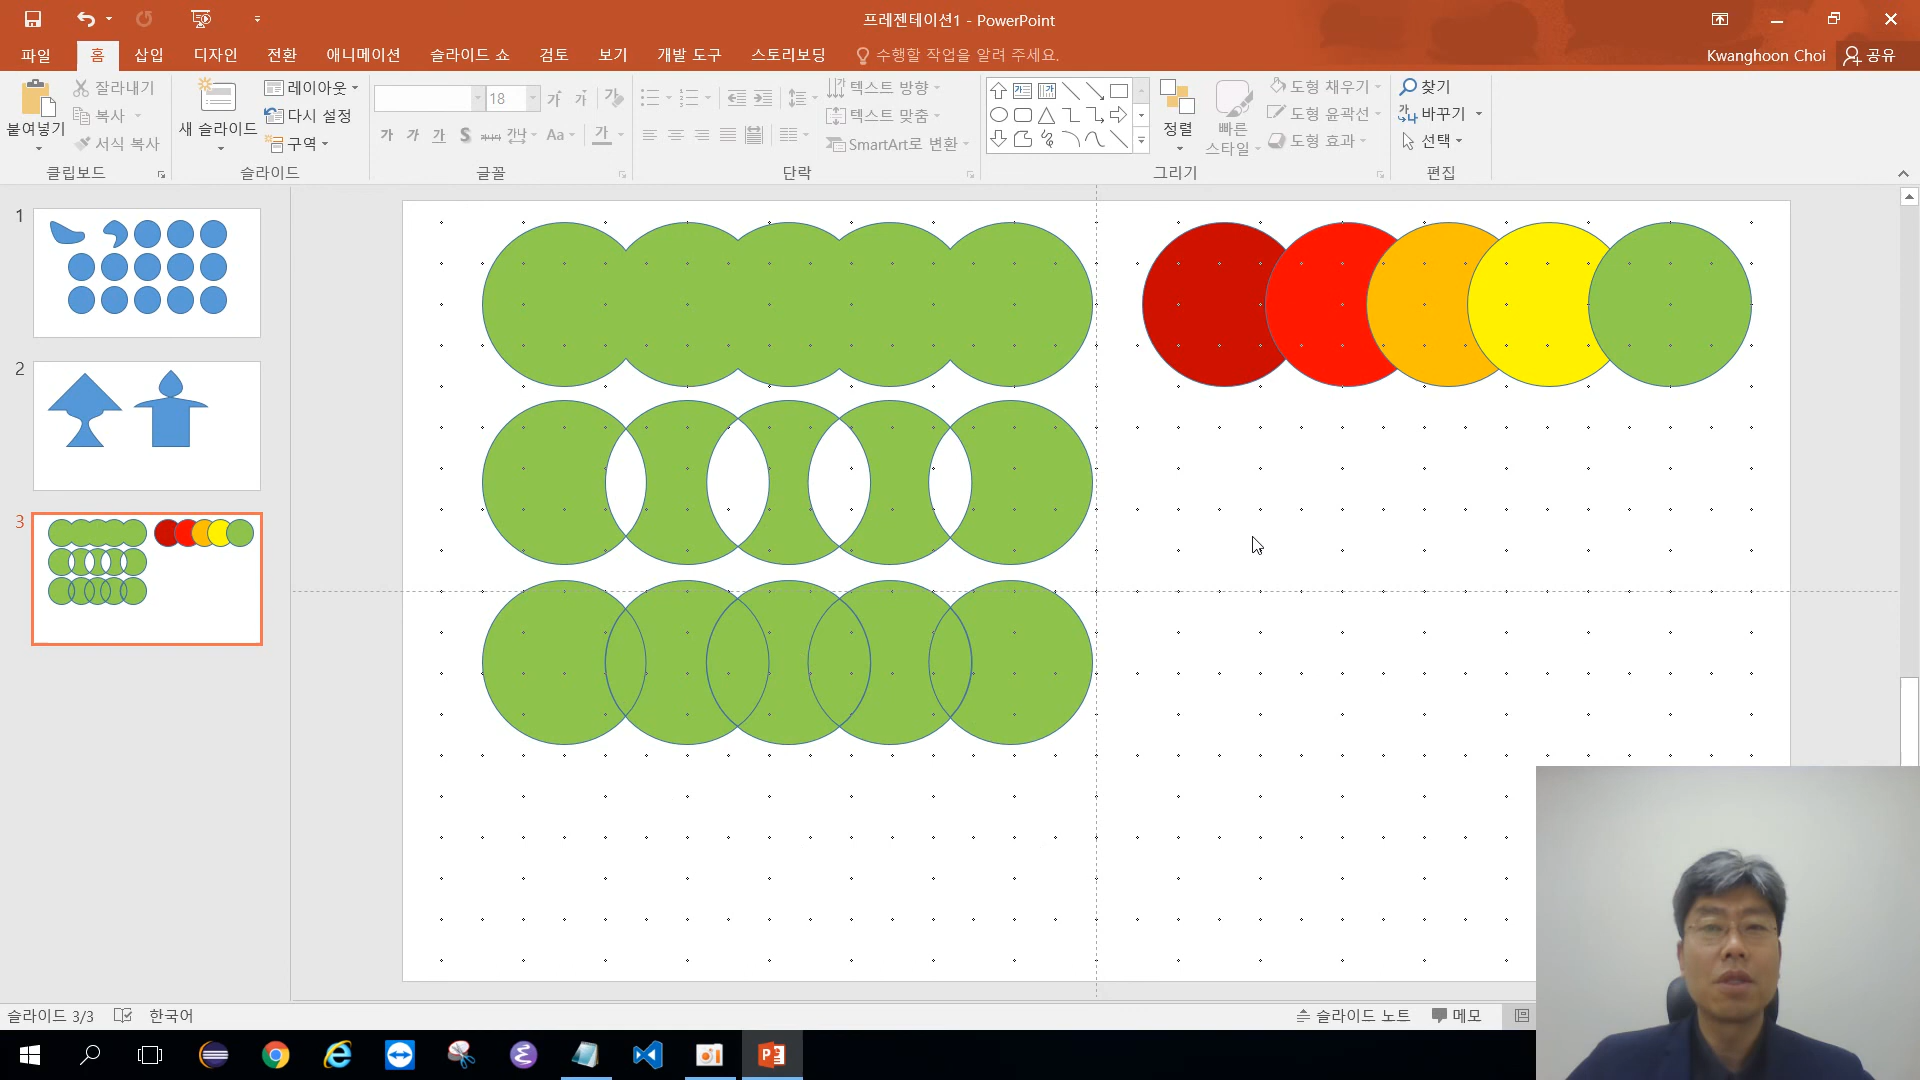 프레젠테이션1 - PowerPoint
파일 홈 삽입 디자인 전환 애니메이션 슬라이드 쇼 검토 보기 개발 도구 스토리보딩 수행할 작업을 알려 주세요. Kwanghoon Choi 공유
붙여넣기 잘라내기 복사 서식 복사
새 슬라이드 레이아웃 다시 설정 구역
18
가 가
가 가 가 S 가나 Aa 가
텍스트 방향
텍스트 맞춤
SmartArt로 변환
정렬 빠른 스타일
도형 채우기
도형 윤곽선
도형 효과
찾기
바꾸기
선택
클립보드 슬라이드 글꼴 단락 그리기 편집
1
2
3
슬라이드 3/3 한국어 슬라이드 노트 메모